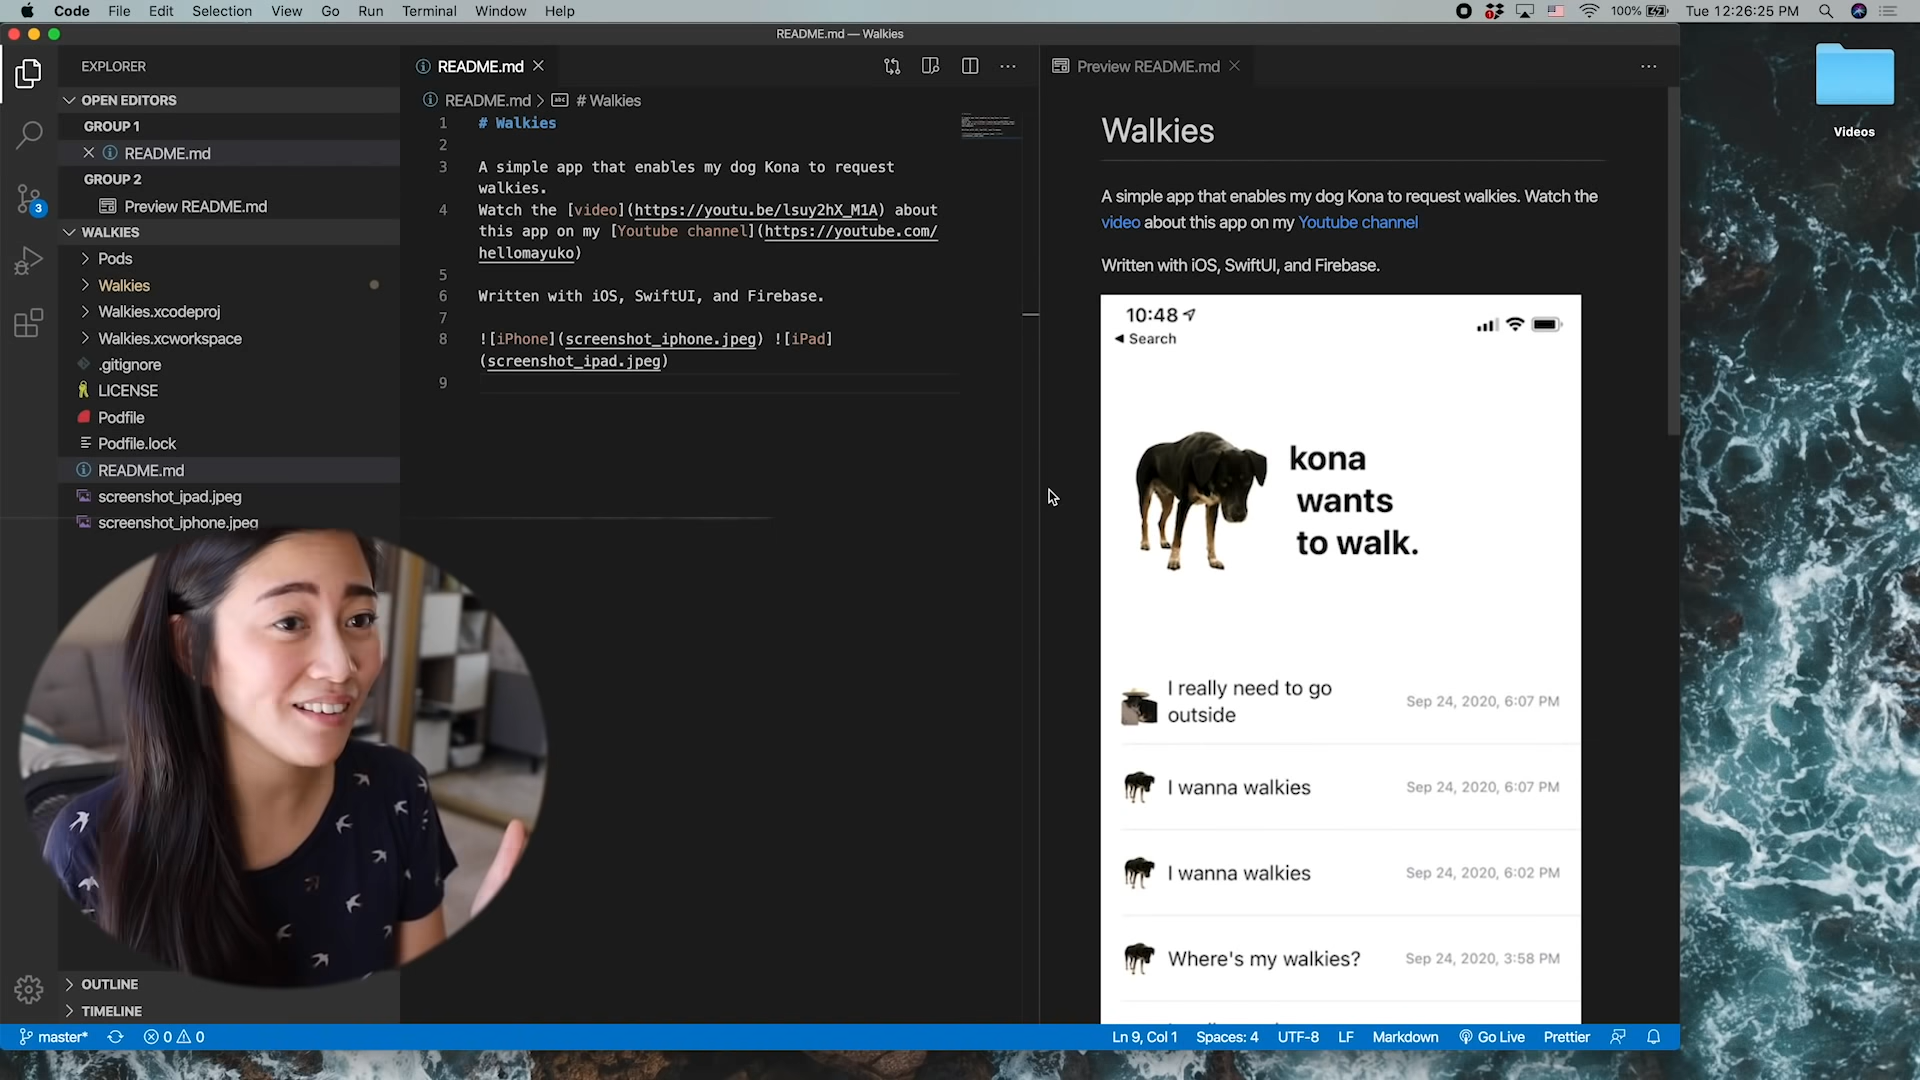 Code File Edit Selection View Go Run Terminal Window Help
100% Tue 12:26:25 PM
README.md — Walkies
Videos
EXPLORER
OPEN EDITORS
GROUP 1
README.md
GROUP 2
Preview README.md
WALKIES
Pods
Walkies
Walkies.xcodeproj
Walkies.xcworkspace
.gitignore
LICENSE
Podfile
Podfile.lock
README.md
screenshot_ipad.jpeg
screenshot_iphone.jpeg
OUTLINE
TIMELINE
3
README.md
README.md > # Walkies
1 # Walkies
2
3 A simple app that enables my dog Kona to request
walkies.
4 Watch the [video](https://youtu.be/lsuy2hX_M1A) about
this app on my [Youtube channel](https://youtube.com/
hellomayuko)
5
6 Written with iOS, SwiftUI, and Firebase.
7
8 ![iPhone](screenshot_iphone.jpeg) ![iPad]
(screenshot_ipad.jpeg)
9
Preview README.md
Walkies
A simple app that enables my dog Kona to request walkies. Watch the
video about this app on my Youtube channel
Written with iOS, SwiftUI, and Firebase.
10:48
Search
kona
wants
to walk.
I really need to go
outside
Sep 24, 2020, 6:07 PM
I wanna walkies Sep 24, 2020, 6:07 PM
I wanna walkies Sep 24, 2020, 6:02 PM
Where's my walkies? Sep 24, 2020, 3:58 PM
master* 0 0
Ln 9, Col 1 Spaces: 4 UTF-8 LF Markdown Go Live Prettier